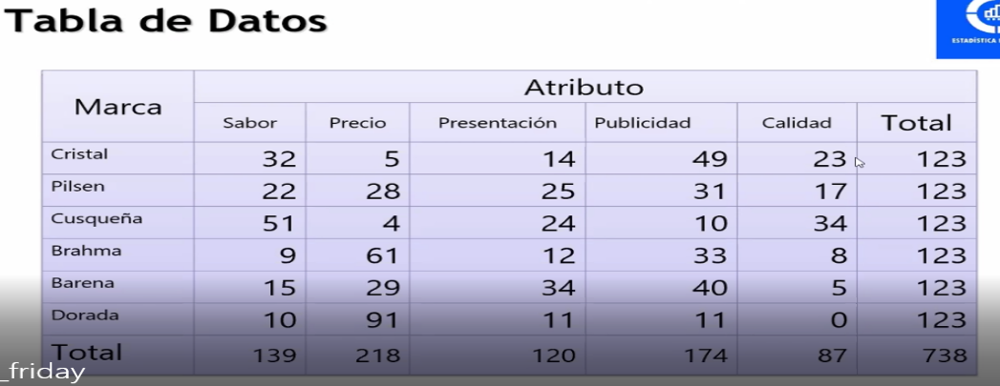 Tabla de Datos
ESTADÍSTICA
Marca Atributo
Sabor Precio Presentación Publicidad Calidad Total
Cristal 32 5 14 49 23 123
Pilsen 22 28 25 31 17 123
Cusqueña 51 4 24 10 34 123
Brahma 9 61 12 33 8 123
Barena 15 29 34 40 5 123
Dorada 10 91 11 11 0 123
Total 139 218 120 174 87 738
_friday